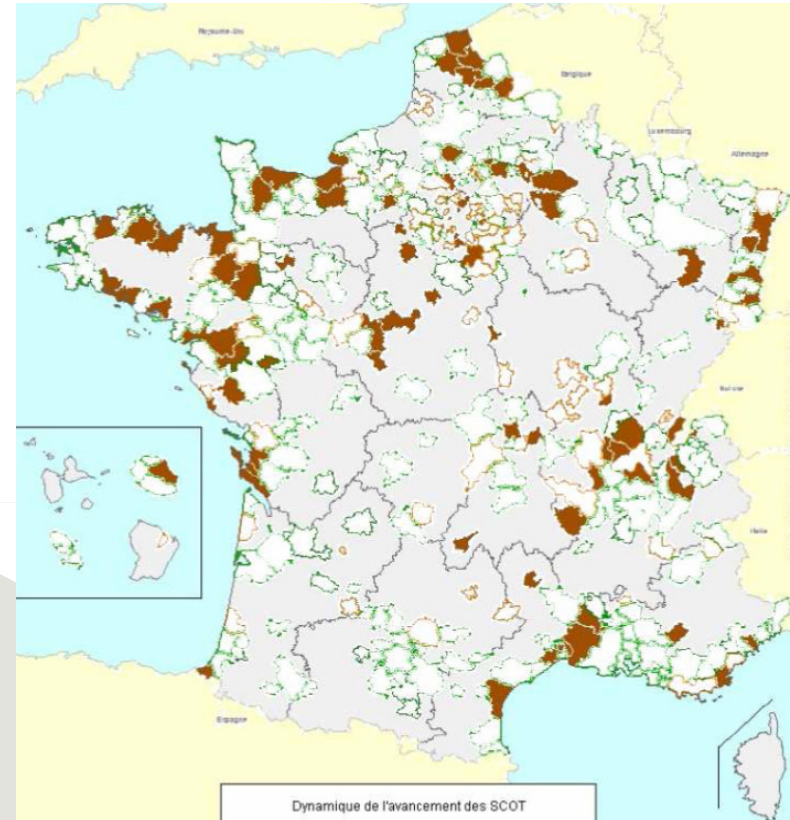 Royaume-Uni
Belgique
Luxembourg
Allemagne
Suisse
Italie
Espagne
Dynamique de l'avancement des SCOT